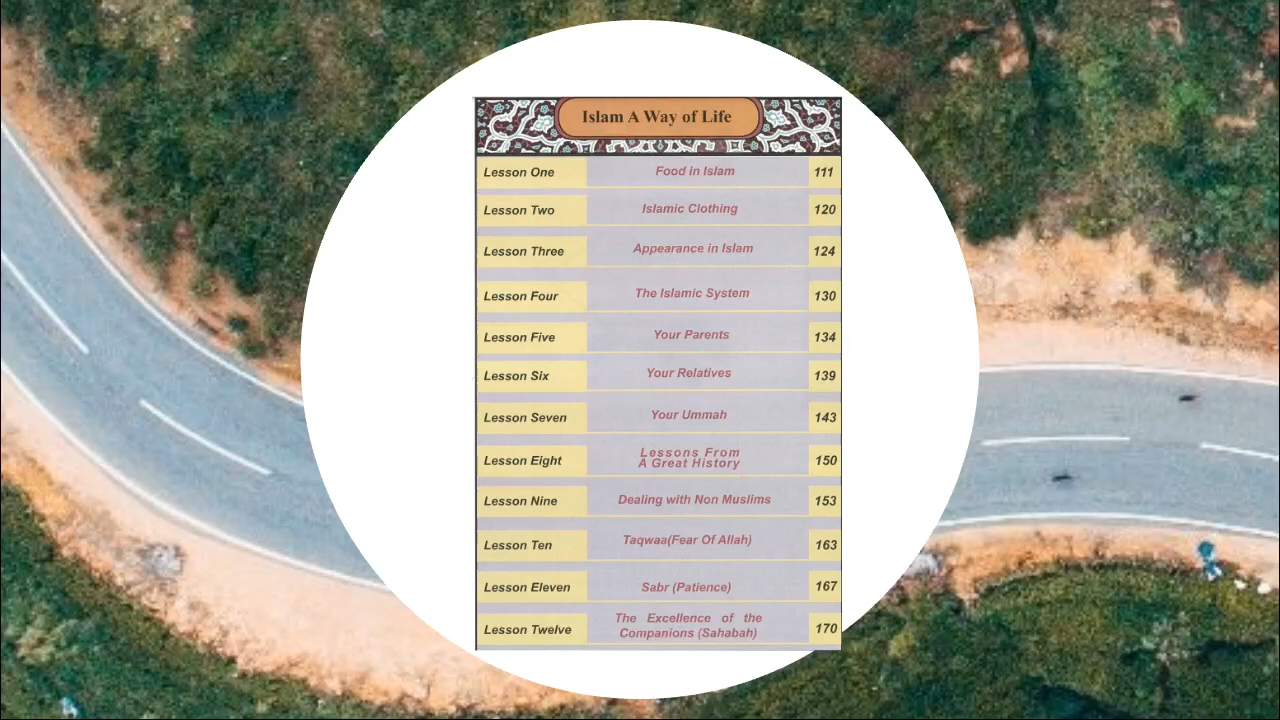 Islam A Way of Life
Lesson One Food in Islam 111
Lesson Two Islamic Clothing 120
Lesson Three Appearance in Islam 124
Lesson Four The Islamic System 130
Lesson Five Your Parents 134
Lesson Six Your Relatives 139
Lesson Seven Your Ummah 143
Lesson Eight Lessons From
A Great History 150
Lesson Nine Dealing with Non Muslims 153
Lesson Ten Taqwaa(Fear Of Allah) 163
Lesson Eleven Sabr (Patience) 167
Lesson Twelve The Excellence of the
Companions (Sahabah) 170